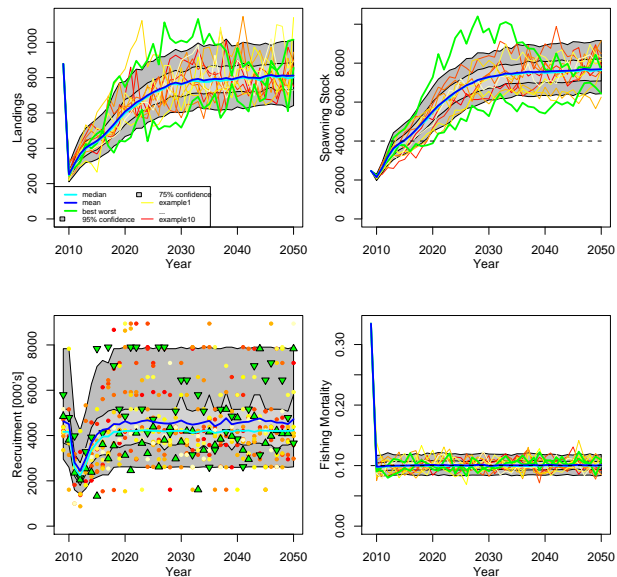 Landings
0 200 400 600 800 1000
2010 2020 2030 2040 2050
Year
median
mean
best worst
95% confidence
75% confidence
example1
...
example10
Spawning Stock
0 2000 4000 6000 8000
2010 2020 2030 2040 2050
Year
Recruitment [000's]
0 2000 4000 6000 8000
2010 2020 2030 2040 2050
Year
Fishing Mortality
0.00 0.10 0.20 0.30
2010 2020 2030 2040 2050
Year